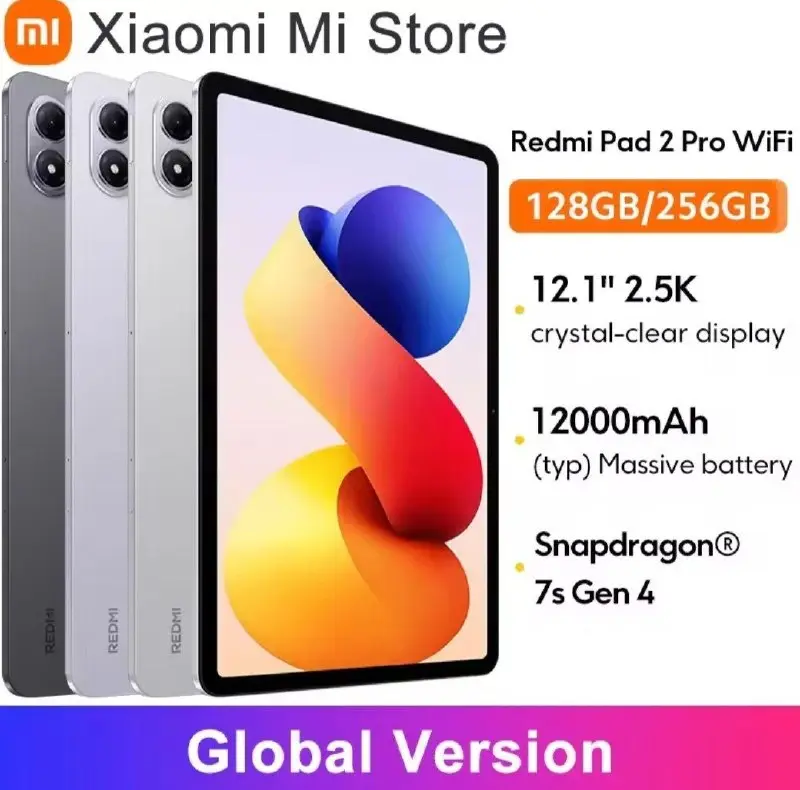 mi Xiaomi Mi Store
Redmi Pad 2 Pro WiFi
128GB/256GB
12.1" 2.5K
crystal-clear display
12000mAh
(typ) Massive battery
Snapdragon®
7s Gen 4
REDMI
REDMI
REDMI
Global Version